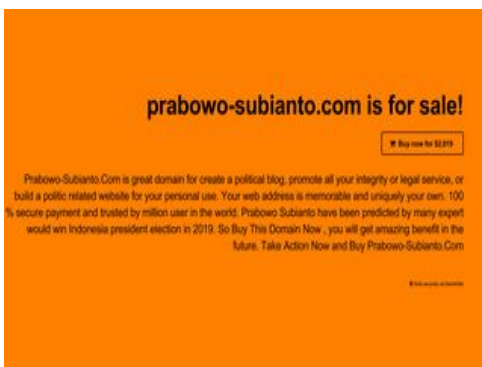 prabowo-subianto.com is for sale!
Buy now for $2,019
Prabowo-Subianto.Com is great domain for create a political blog, promote all your integrity or legal service, or
build a politic related website for your personal use. Your web address is memorable and uniquely your own. 100
% secure payment and trusted by million user in the world. Prabowo Subianto have been predicted by many expert
would win Indonesia president election in 2019. So Buy This Domain Now , you will get amazing benefit in the
future. Take Action Now and Buy Prabowo-Subianto.Com